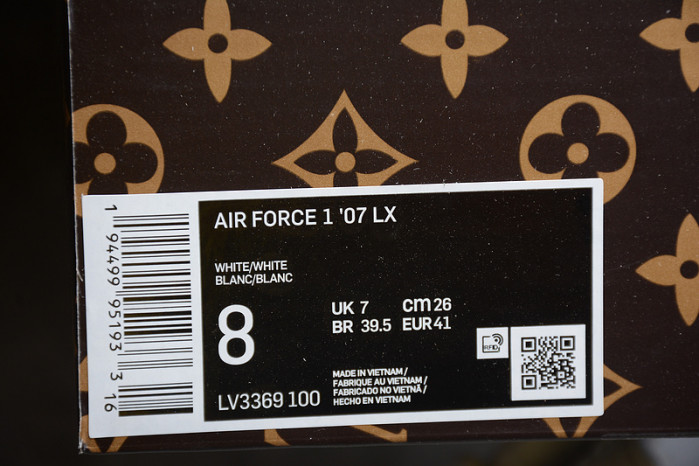 AIR FORCE 1 '07 LX
WHITE/WHITE
BLANC/BLANC
8
UK 7 cm 26
BR 39.5 EUR 41
LV3369 100
MADE IN VIETNAM /
FABRIQUE AU VIETNAM /
FABRICADO NO VIETNÃ /
HECHO EN VIETNAM
RFID
1 94499 95193 3 16